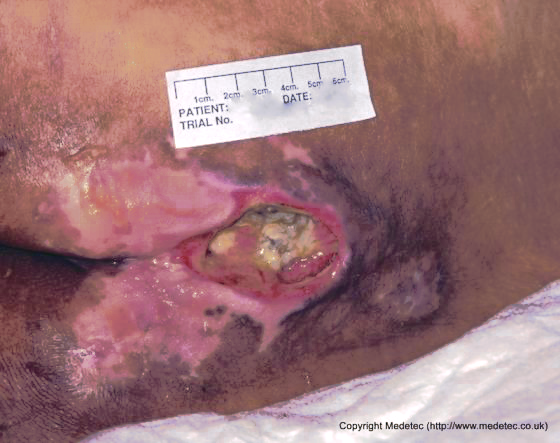 1cm. 2cm. 3cm. 4cm. 5cm. 6cm.
PATIENT: DATE:
TRIAL No.
Copyright Medetec (http://www.medetec.co.uk)